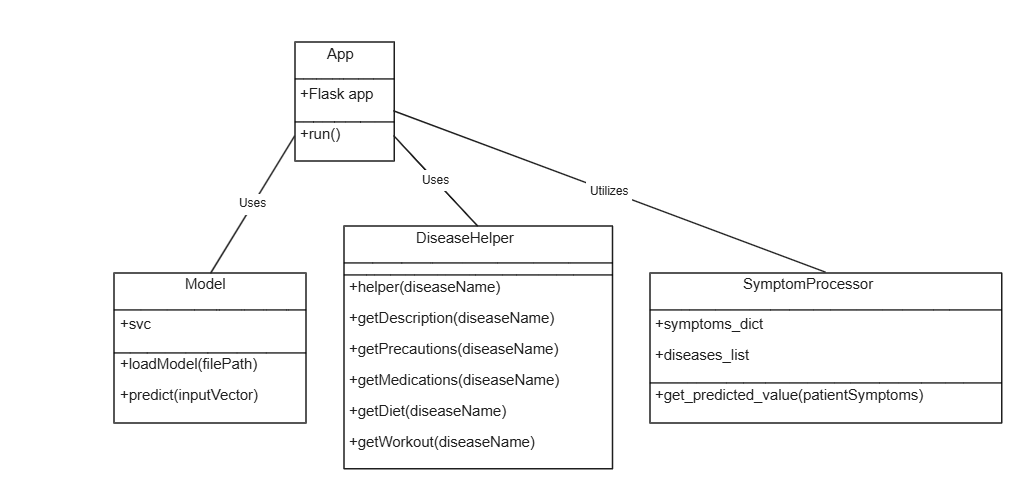 App
+Flask app
+run()
Uses
Uses
Utilizes
Model
+svc
+loadModel(filePath)
+predict(inputVector)
DiseaseHelper
+helper(diseaseName)
+getDescription(diseaseName)
+getPrecautions(diseaseName)
+getMedications(diseaseName)
+getDiet(diseaseName)
+getWorkout(diseaseName)
SymptomProcessor
+symptoms_dict
+diseases_list
+get_predicted_value(patientSymptoms)